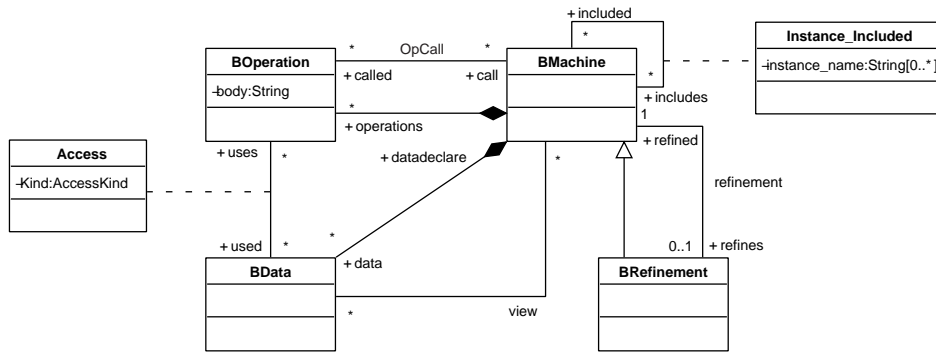 + included
*
Instance_Included
-instance_name:String[0..*]
*
+ includes
BOperation
-body:String
*
OpCall
*
+ called
+ call
BMachine
*
+ operations
1
+ refined
+ uses
*
+ datadeclare
*
Access
-Kind:AccessKind
refinement
+ used
*
*
+ data
0..1
+ refines
BData
BRefinement
*
view